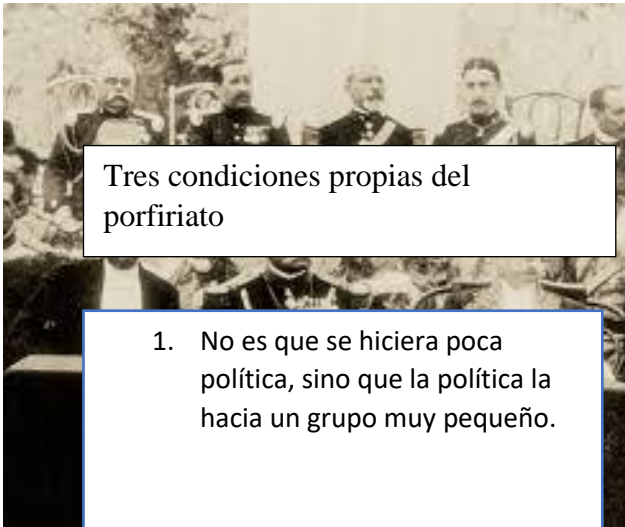 Tres condiciones propias del
porfiriato
1. No es que se hiciera poca
política, sino que la política la
hacia un grupo muy pequeño.